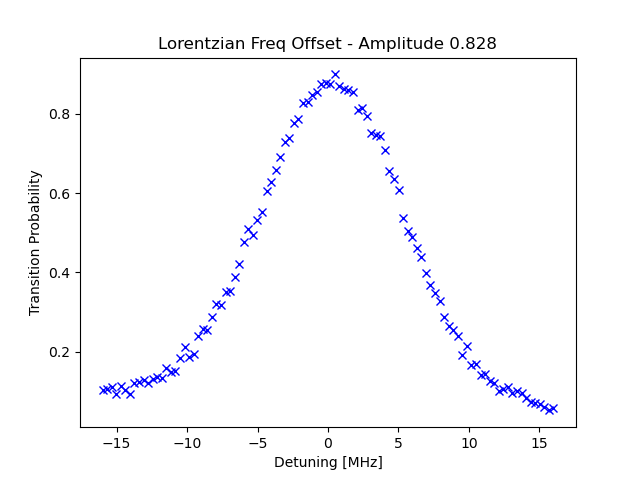 Lorentzian Freq Offset - Amplitude 0.828
Transition Probability
0.8
0.6
0.4
0.2
−15 −10 −5 0 5 10 15
Detuning [MHz]